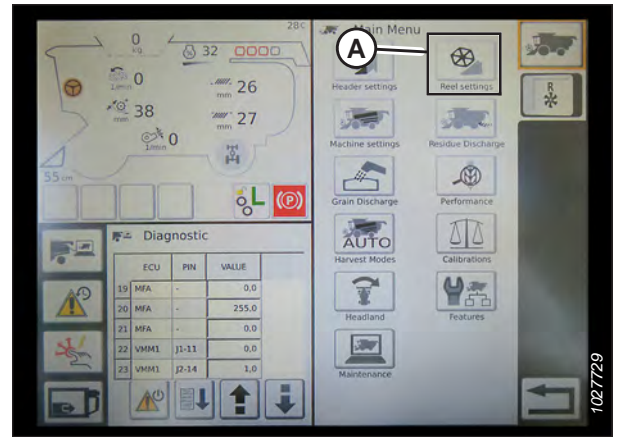 28C
0
kg
32
0
1/min
mm 26
38
mm
mm 27
0
1/min
55 cm
L
(P)
Diagnostic
ECU PIN VALUE
19 MFA - 0,0
20 MFA - 255,0
21 MFA - 0,0
22 VMM1 J1-11 0,0
23 VMM1 J2-14 1,0
Main Menu
A
Header settings Reel settings
Machine settings Residue Discharge
Grain Discharge Performance
AUTO
Harvest Modes Calibrations
Headland Features
Maintenance
R
1027729